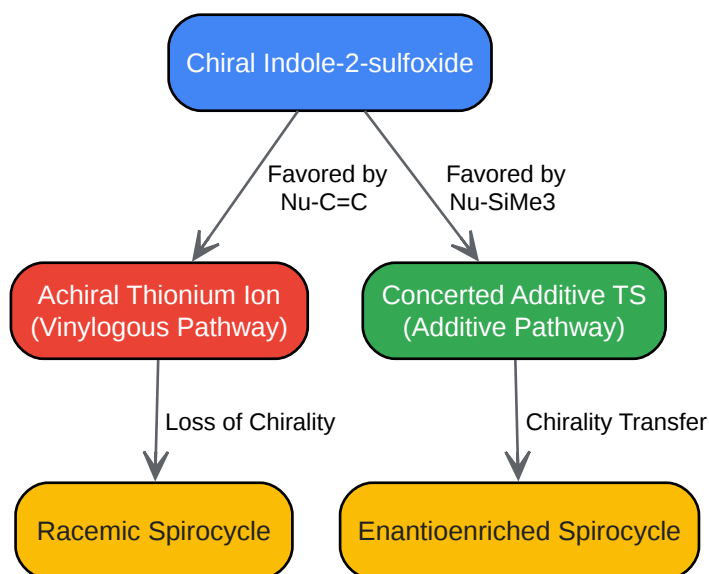 Chiral Indole-2-sulfoxide
Favored by
Nu-C=C
Favored by
Nu-SiMe3
Achiral Thionium Ion
(Vinylogous Pathway)
Concerted Additive TS
(Additive Pathway)
Loss of Chirality
Chirality Transfer
Racemic Spirocycle
Enantioenriched Spirocycle